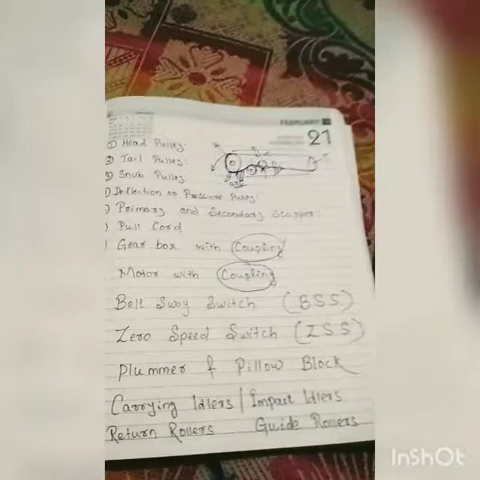 FEBRUARY
21
① Head Pulley:
② Tail Pulley:
③ Snub Pulley:
) Deflection or Pressure Pulley:
) Primary and Secondary Scapper:
) Pull Cord
) Gear box with Coupling
Motor with Coupling
Belt Sway Switch (BSS)
Zero Speed Switch (ZSS)
Plummer & Pillow Block
Carrying Idlers / Impact Idlers
Return Rollers Guide Rollers
InShOt